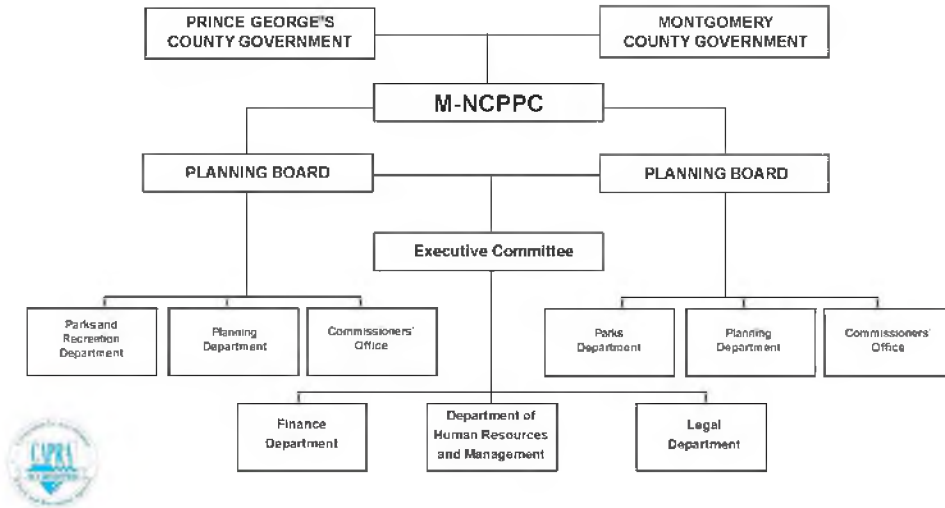 PRINCE GEORGE'S
COUNTY GOVERNMENT
MONTGOMERY
COUNTY GOVERNMENT
M-NCPPC
PLANNING BOARD
PLANNING BOARD
Executive Committee
Parks and
Recreation
Department
Planning
Department
Commissioners'
Office
Parks
Department
Planning
Department
Commissioners'
Office
Finance
Department
Department of
Human Resources
and Management
Legal
Department
CAPRA